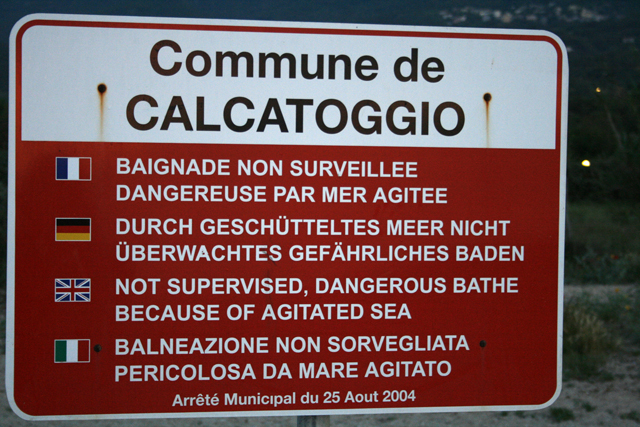 Commune de
CALCATOGGIO
BAIGNADE NON SURVEILLEE
DANGEREUSE PAR MER AGITEE
DURCH GESCHÜTTELTES MEER NICHT
ÜBERWACHTES GEFÄHRLICHES BADEN
NOT SUPERVISED, DANGEROUS BATHE
BECAUSE OF AGITATED SEA
BALNEAZIONE NON SORVEGLIATA
PERICOLOSA DA MARE AGITATO
Arrêté Municipal du 25 Aout 2004